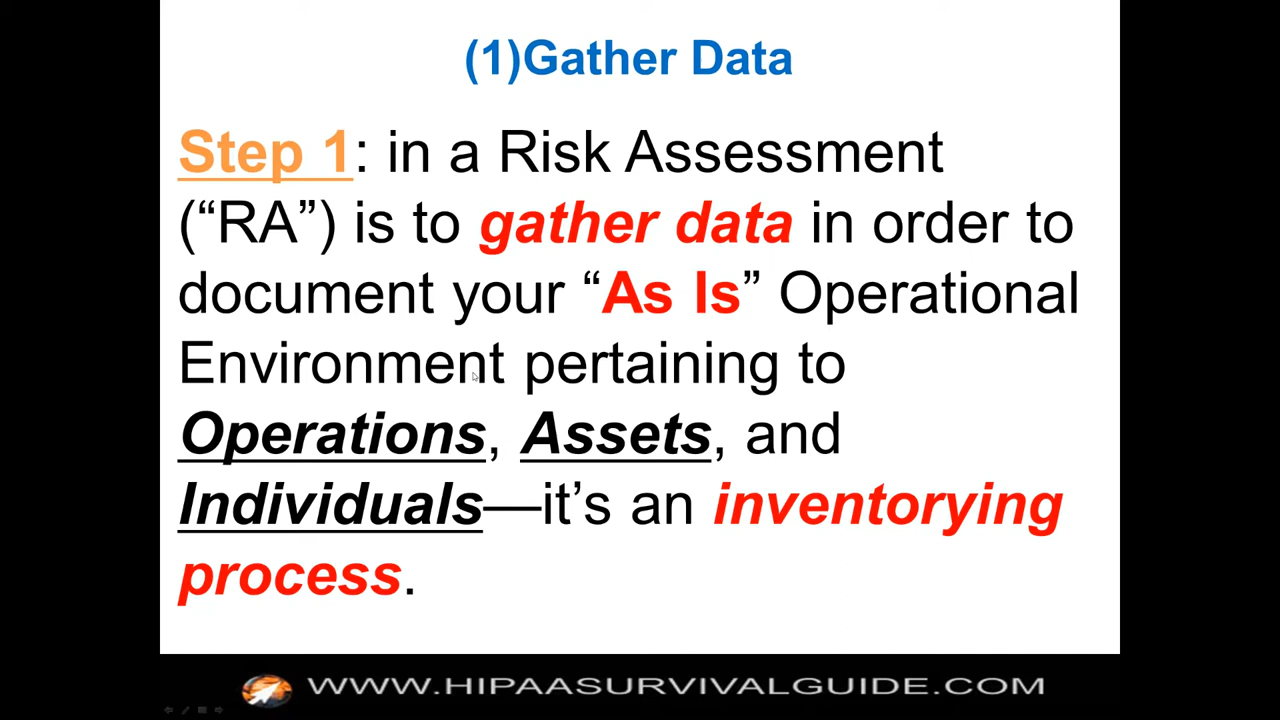 (1)Gather Data
Step 1: in a Risk Assessment
(“RA”) is to gather data in order to
document your “As Is” Operational
Environment pertaining to
Operations, Assets, and
Individuals—it’s an inventorying
process.
WWW.HIPAASURVIVALGUIDE.COM